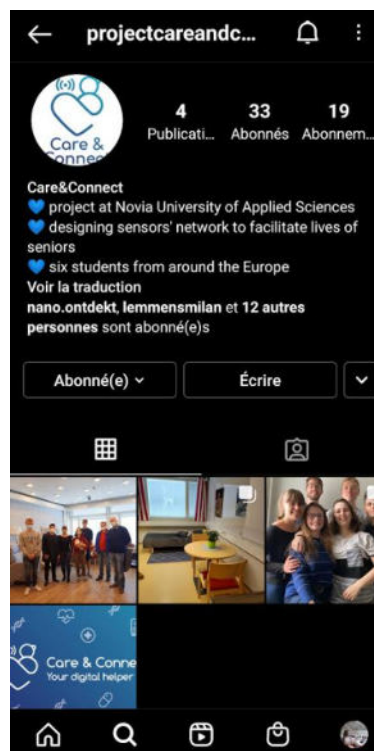 projectcareandc...
Care &
Connect
4
33
19
Publicati...
Abonnés
Abonnem...
Care&Connect
💙 project at Novia University of Applied Sciences
💙 designing sensors' network to facilitate lives of
seniors
💙 six students from around the Europe
Voir la traduction
nano.ontdekt, lemmensmilan et 12 autres
personnes sont abonné(e)s
Abonné(e)
Écrire
Care & Conne
Your digital helper